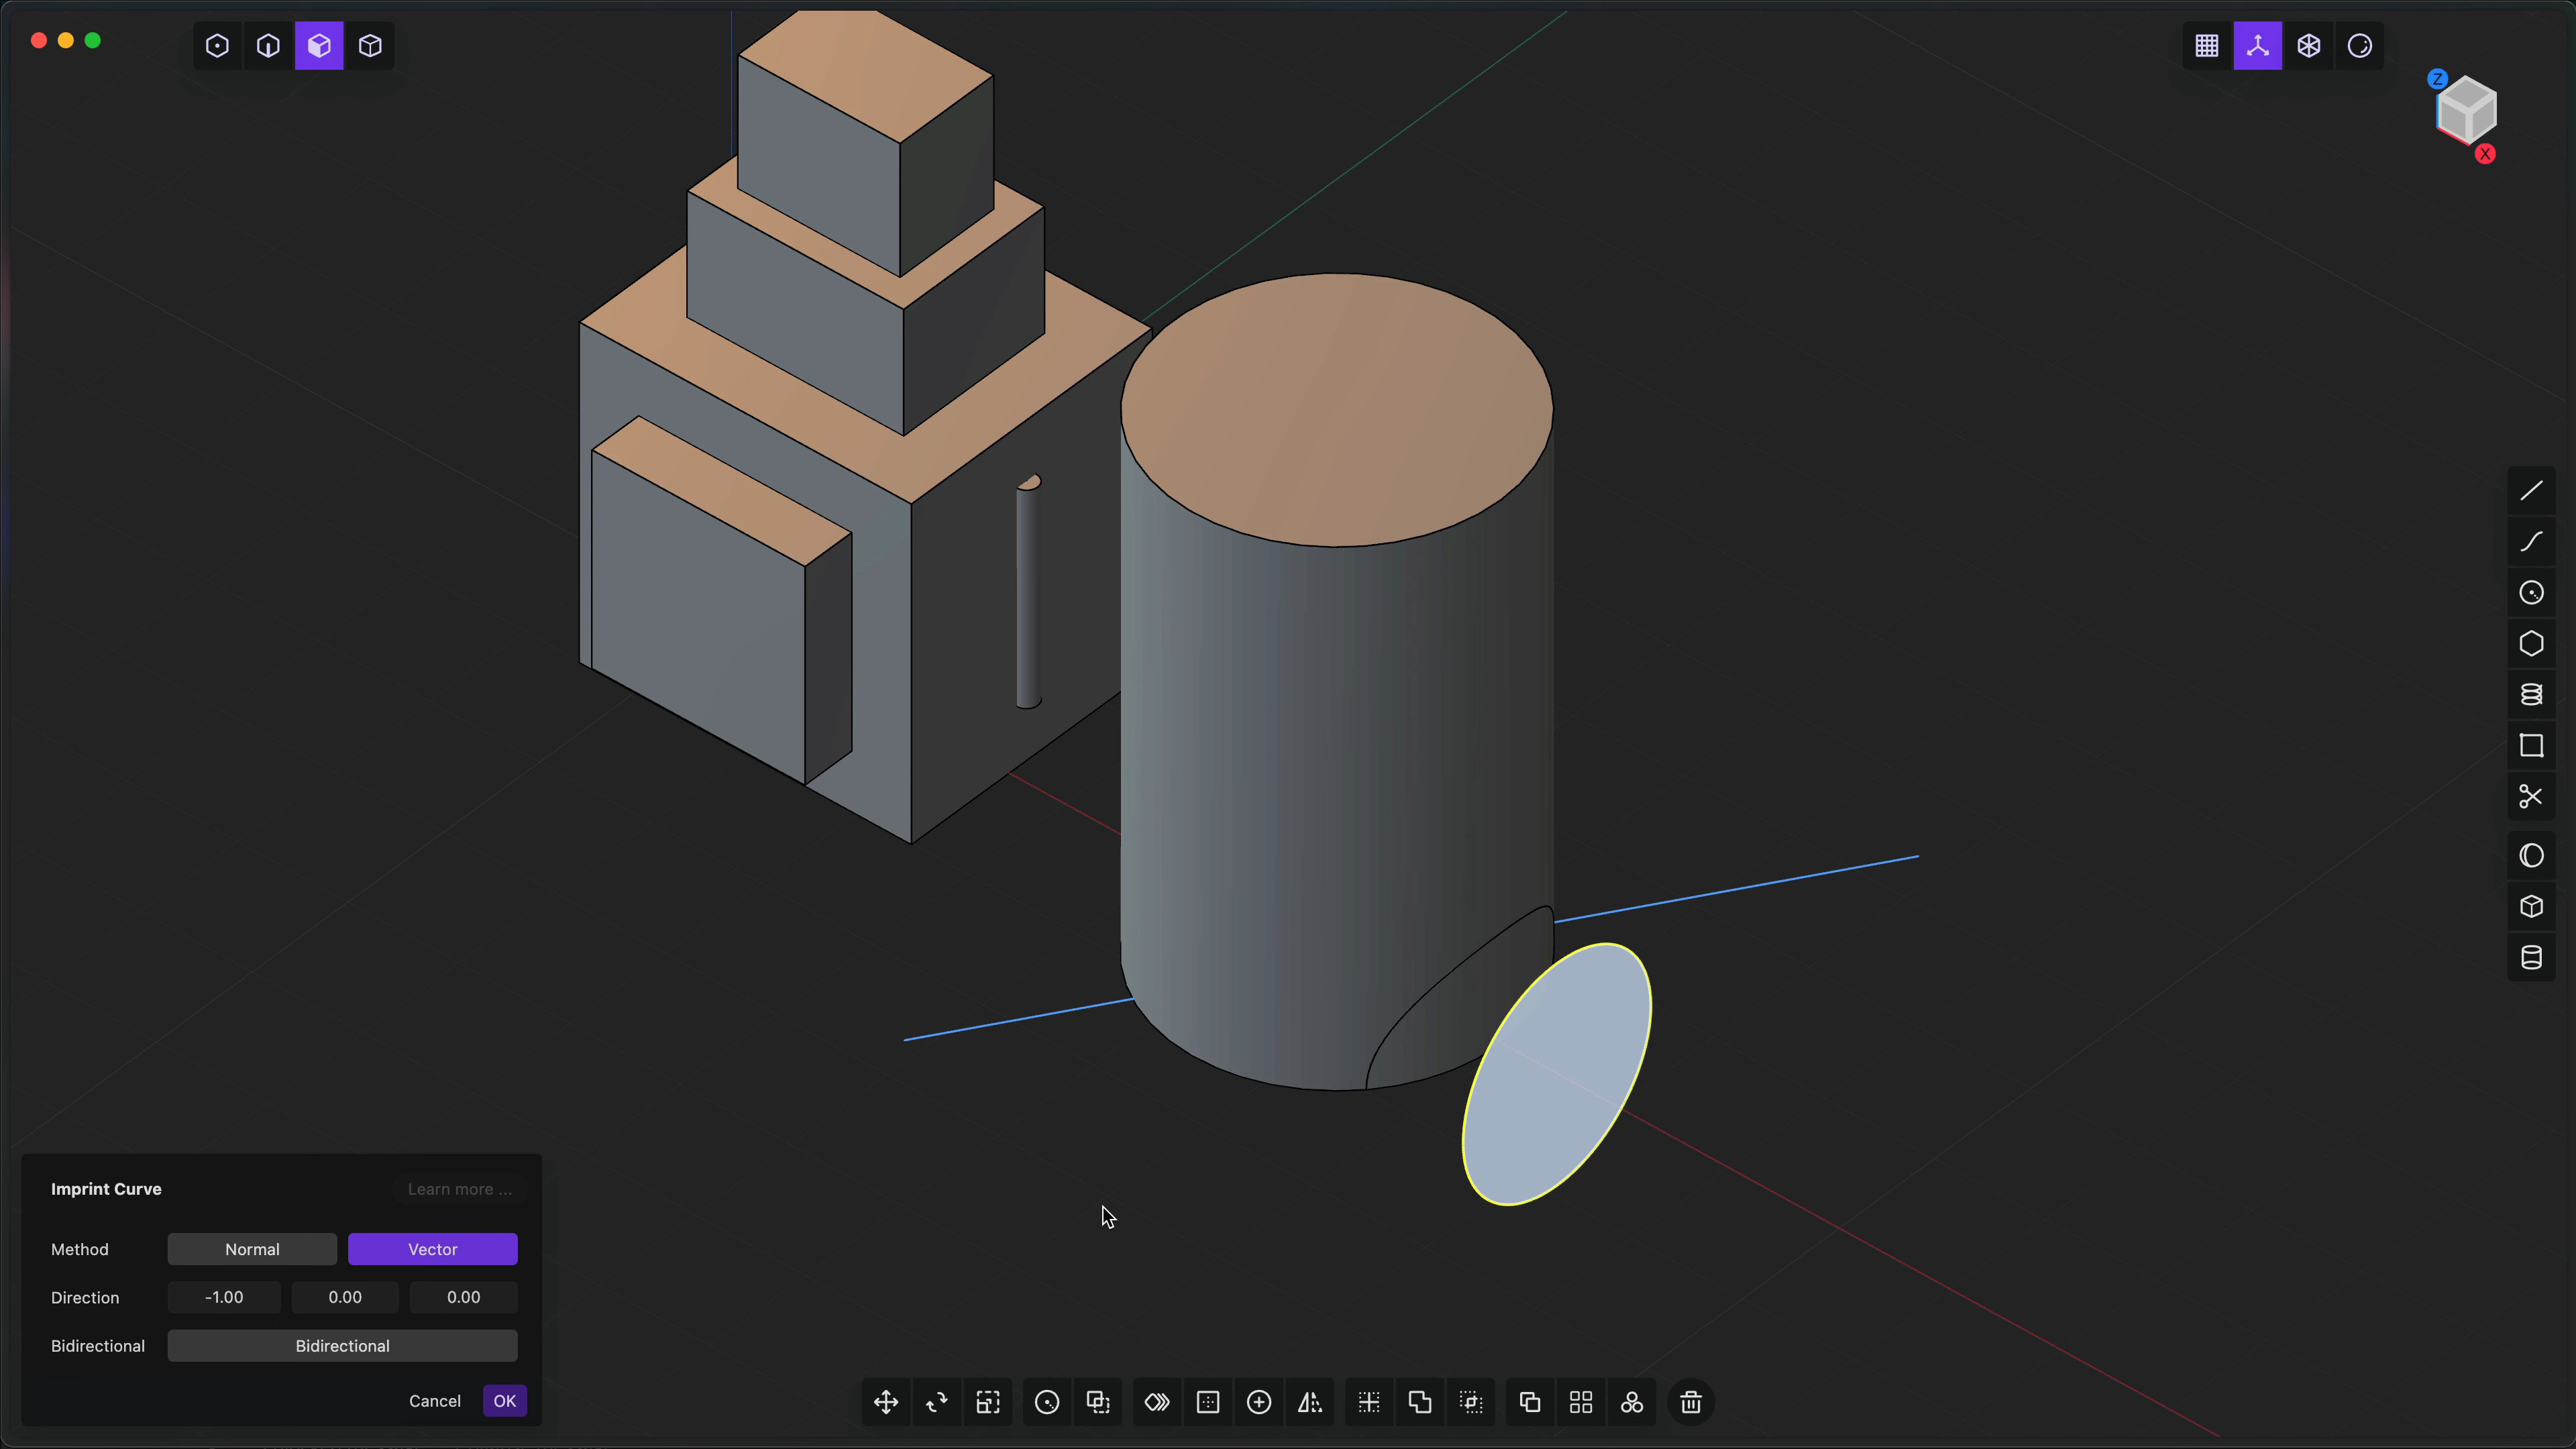 Z
X
Imprint Curve Learn more ...
Method Normal Vector
Direction -1.00 0.00 0.00
Bidirectional Bidirectional
Cancel OK